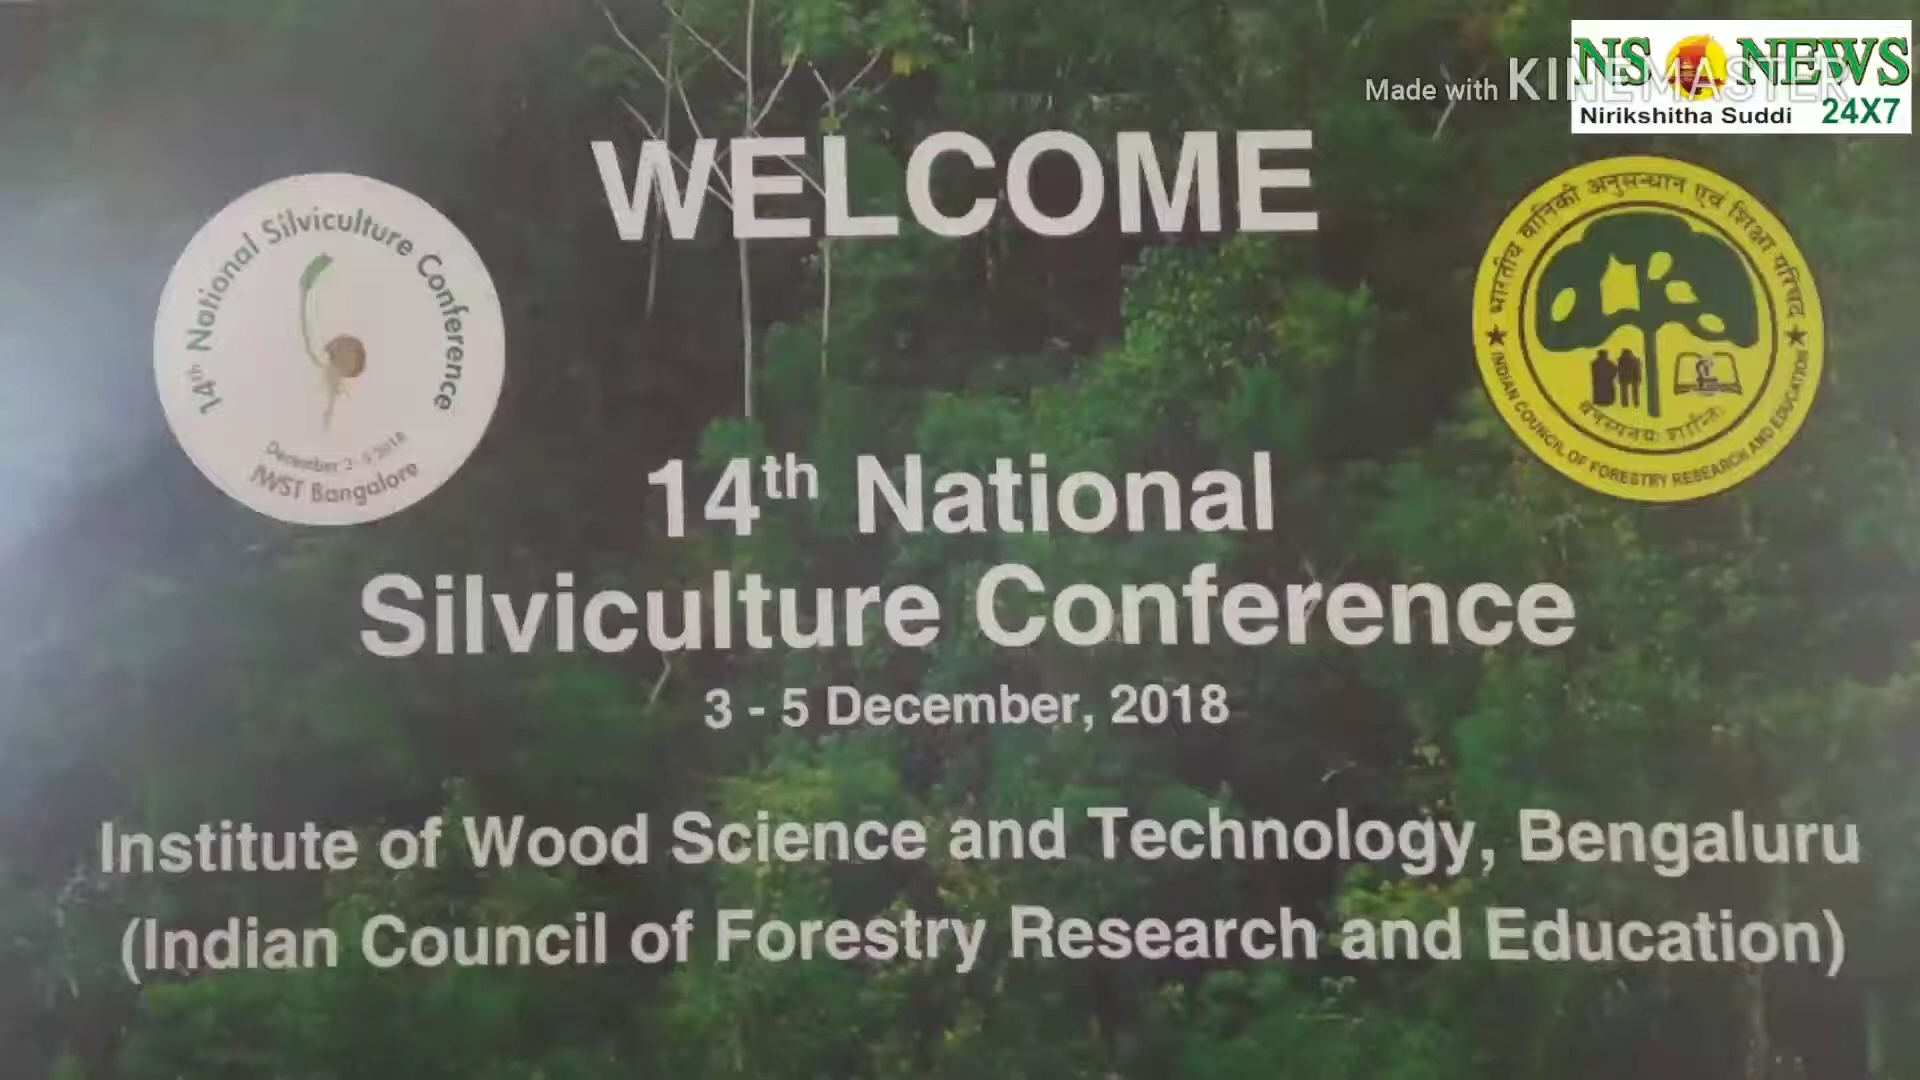 NS NEWS
Made with KINEMASTER
Nirikshitha Suddi 24X7
WELCOME
14th National Silviculture Conference
December 3-5 2018
IWST Bangalore
भारतीय वानिकी अनुसन्धान एवं शिक्षा परिषद
INDIAN COUNCIL OF FORESTRY RESEARCH AND EDUCATION
14th National
Silviculture Conference
3 - 5 December, 2018
Institute of Wood Science and Technology, Bengaluru
(Indian Council of Forestry Research and Education)